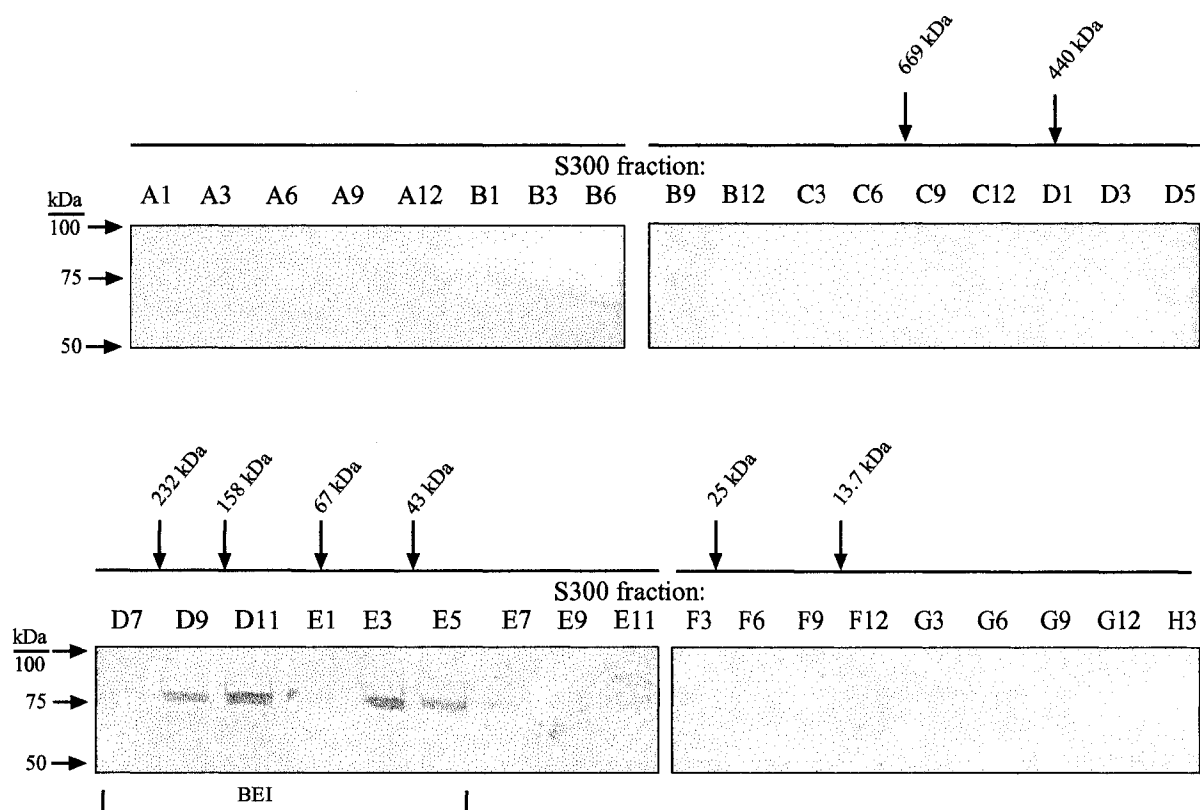 669 kDa
440 kDa
S300 fraction:
kDa A1 A3 A6 A9 A12 B1 B3 B6 B9 B12 C3 C6 C9 C12 D1 D3 D5
100
75
50
232 kDa
158 kDa
67 kDa
43 kDa
25 kDa
13.7 kDa
S300 fraction:
kDa D7 D9 D11 E1 E3 E5 E7 E9 E11 F3 F6 F9 F12 G3 G6 G9 G12 H3
100
75
50
BEI